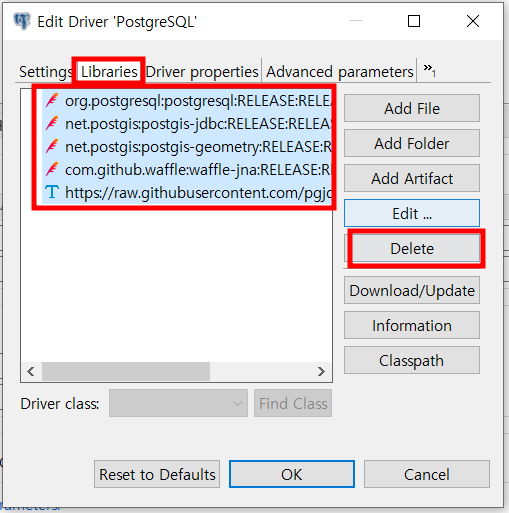 Edit Driver 'PostgreSQL'
Settings Libraries Driver properties Advanced parameters »1
org.postgresql:postgresql:RELEASE:RELEA
net.postgis:postgis-jdbc:RELEASE:RELEAS
net.postgis:postgis-geometry:RELEASE:RE
com.github.waffle:waffle-jna:RELEASE:RE
T https://raw.githubusercontent.com/pgjc
Add File
Add Folder
Add Artifact
Edit ...
Delete
Download/Update
Information
Classpath
Driver class:
Find Class
Reset to Defaults
OK
Cancel